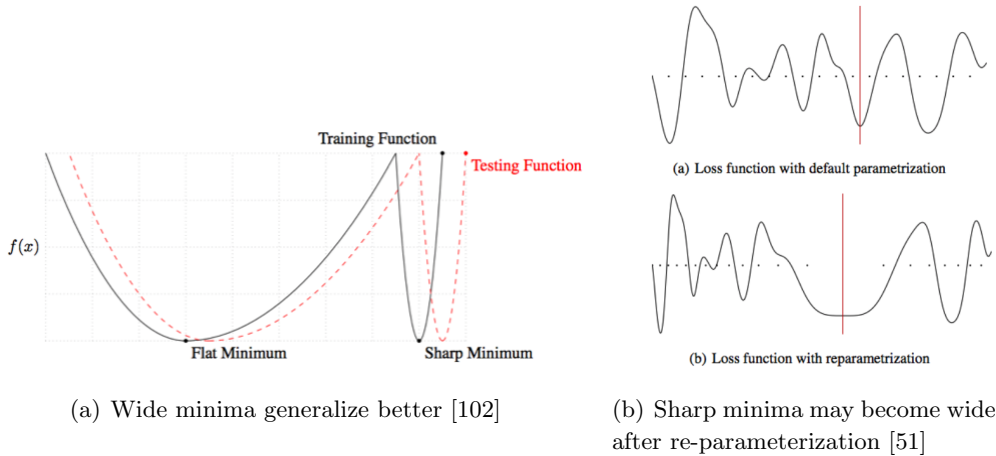 Training Function
Testing Function
f(x)
Flat Minimum
Sharp Minimum
(a) Wide minima generalize better [102]
(a) Loss function with default parametrization
(b) Loss function with reparametrization
(b) Sharp minima may become wide
after re-parameterization [51]